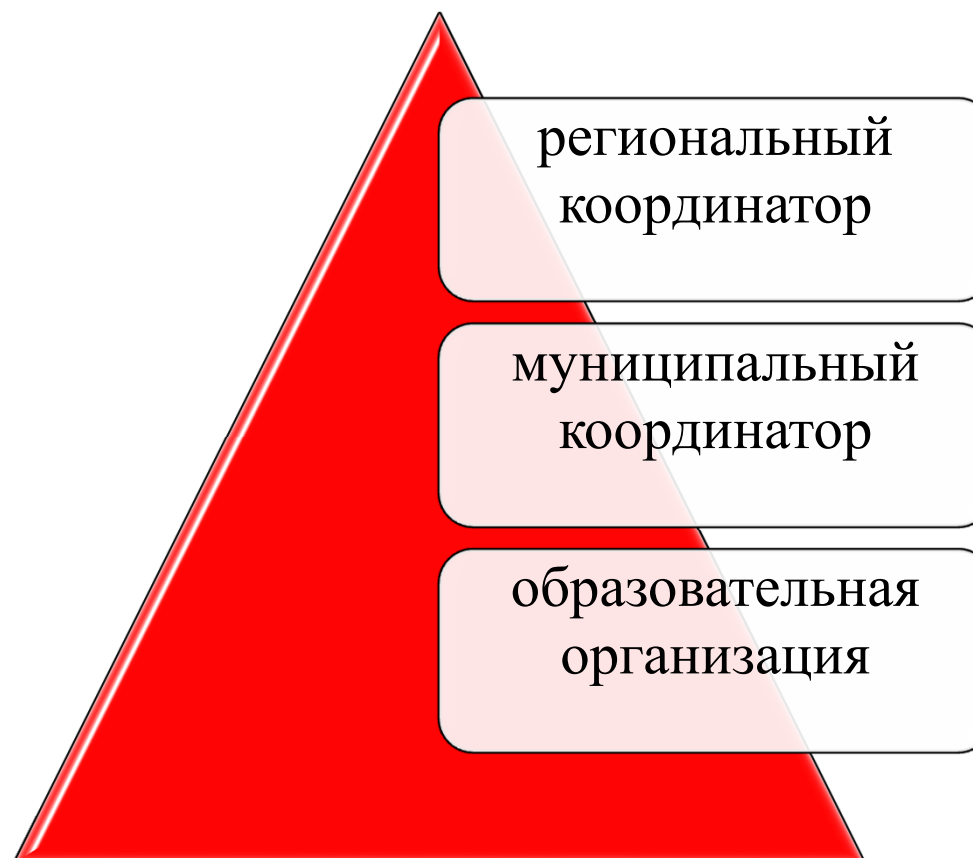 региональный
координатор
муниципальный
координатор
образовательная
организация